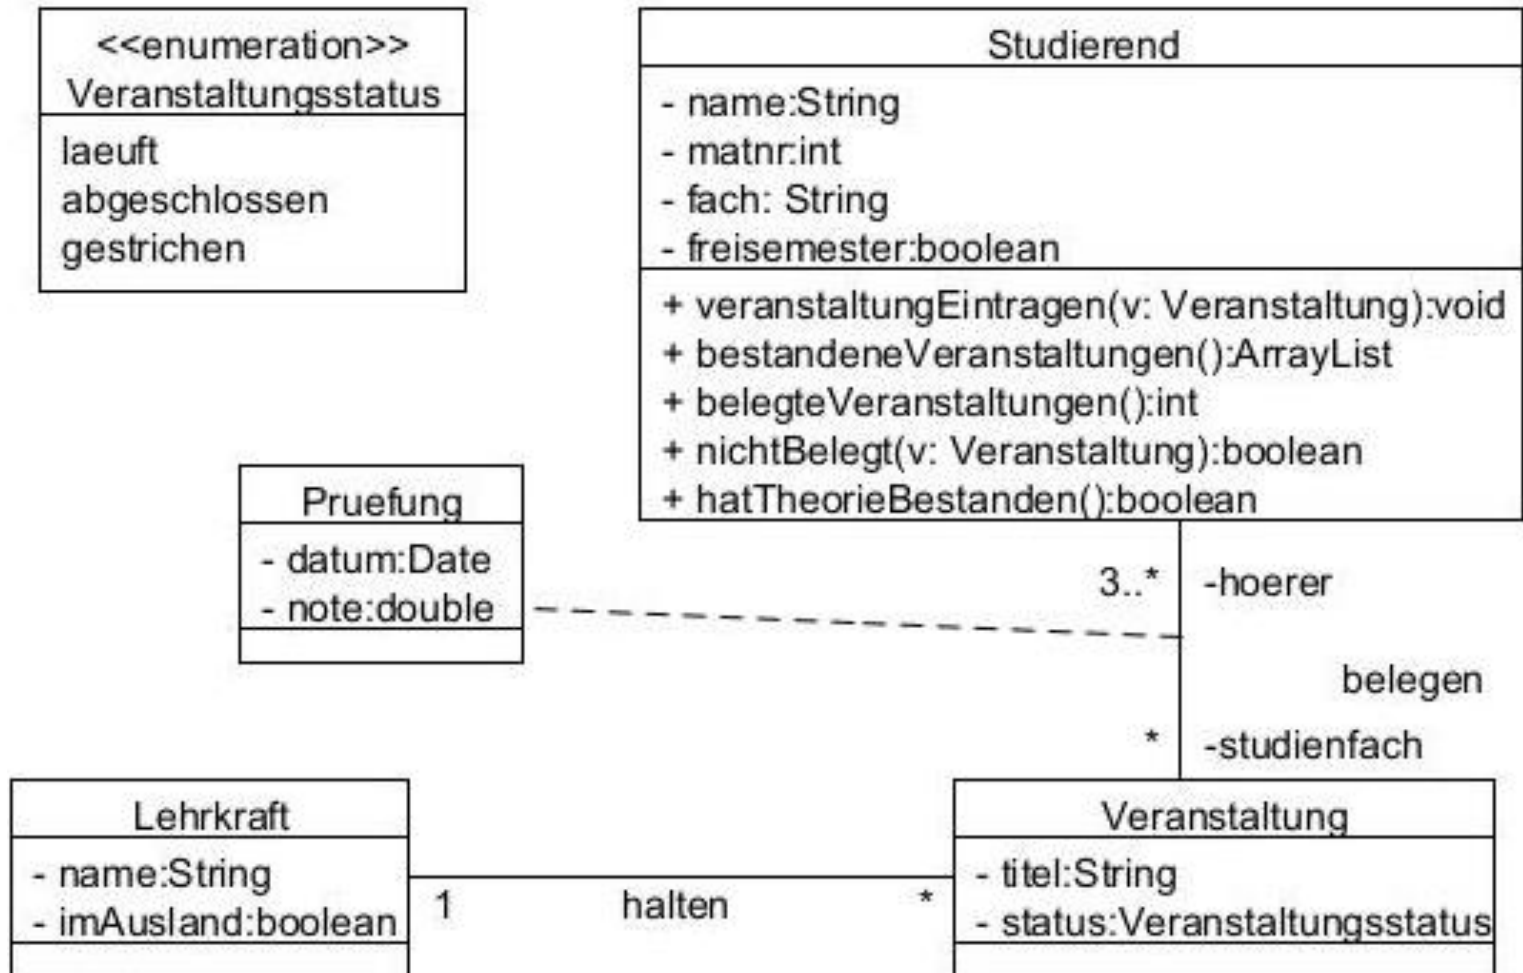 <<enumeration>>
Veranstaltungsstatus
laeuft
abgeschlossen
gestrichen
Studierend
- name:String
- matnr:int
- fach: String
- freisemester:boolean
+ veranstaltungEintragen(v: Veranstaltung):void
+ bestandeneVeranstaltungen():ArrayList
+ belegteVeranstaltungen():int
+ nichtBelegt(v: Veranstaltung):boolean
+ hatTheorieBestanden():boolean
Pruefung
- datum:Date
- note:double
3..* -hoerer
belegen
* -studienfach
Lehrkraft
- name:String
- imAusland:boolean
1 halten *
Veranstaltung
- titel:String
- status:Veranstaltungsstatus